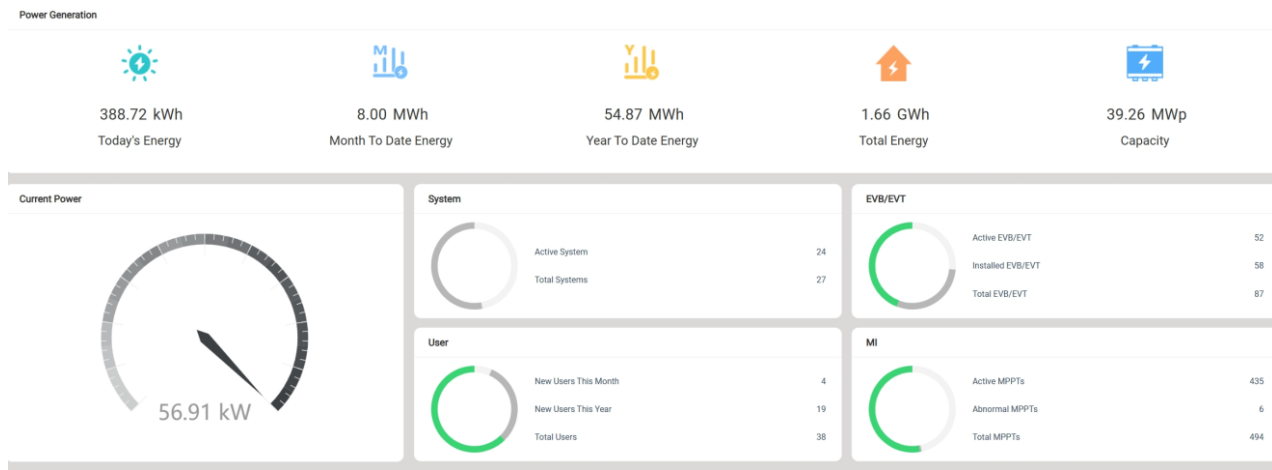 Power Generation
M
Y
388.72 kWh
8.00 MWh
54.87 MWh
1.66 GWh
39.26 MWp
Today's Energy
Month To Date Energy
Year To Date Energy
Total Energy
Capacity
Current Power
56.91 kW
System
Active System 24
Total Systems 27
EVB/EVT
Active EVB/EVT 52
Installed EVB/EVT 58
Total EVB/EVT 87
User
New Users This Month 4
New Users This Year 19
Total Users 38
MI
Active MPPTs 435
Abnormal MPPTs 6
Total MPPTs 494